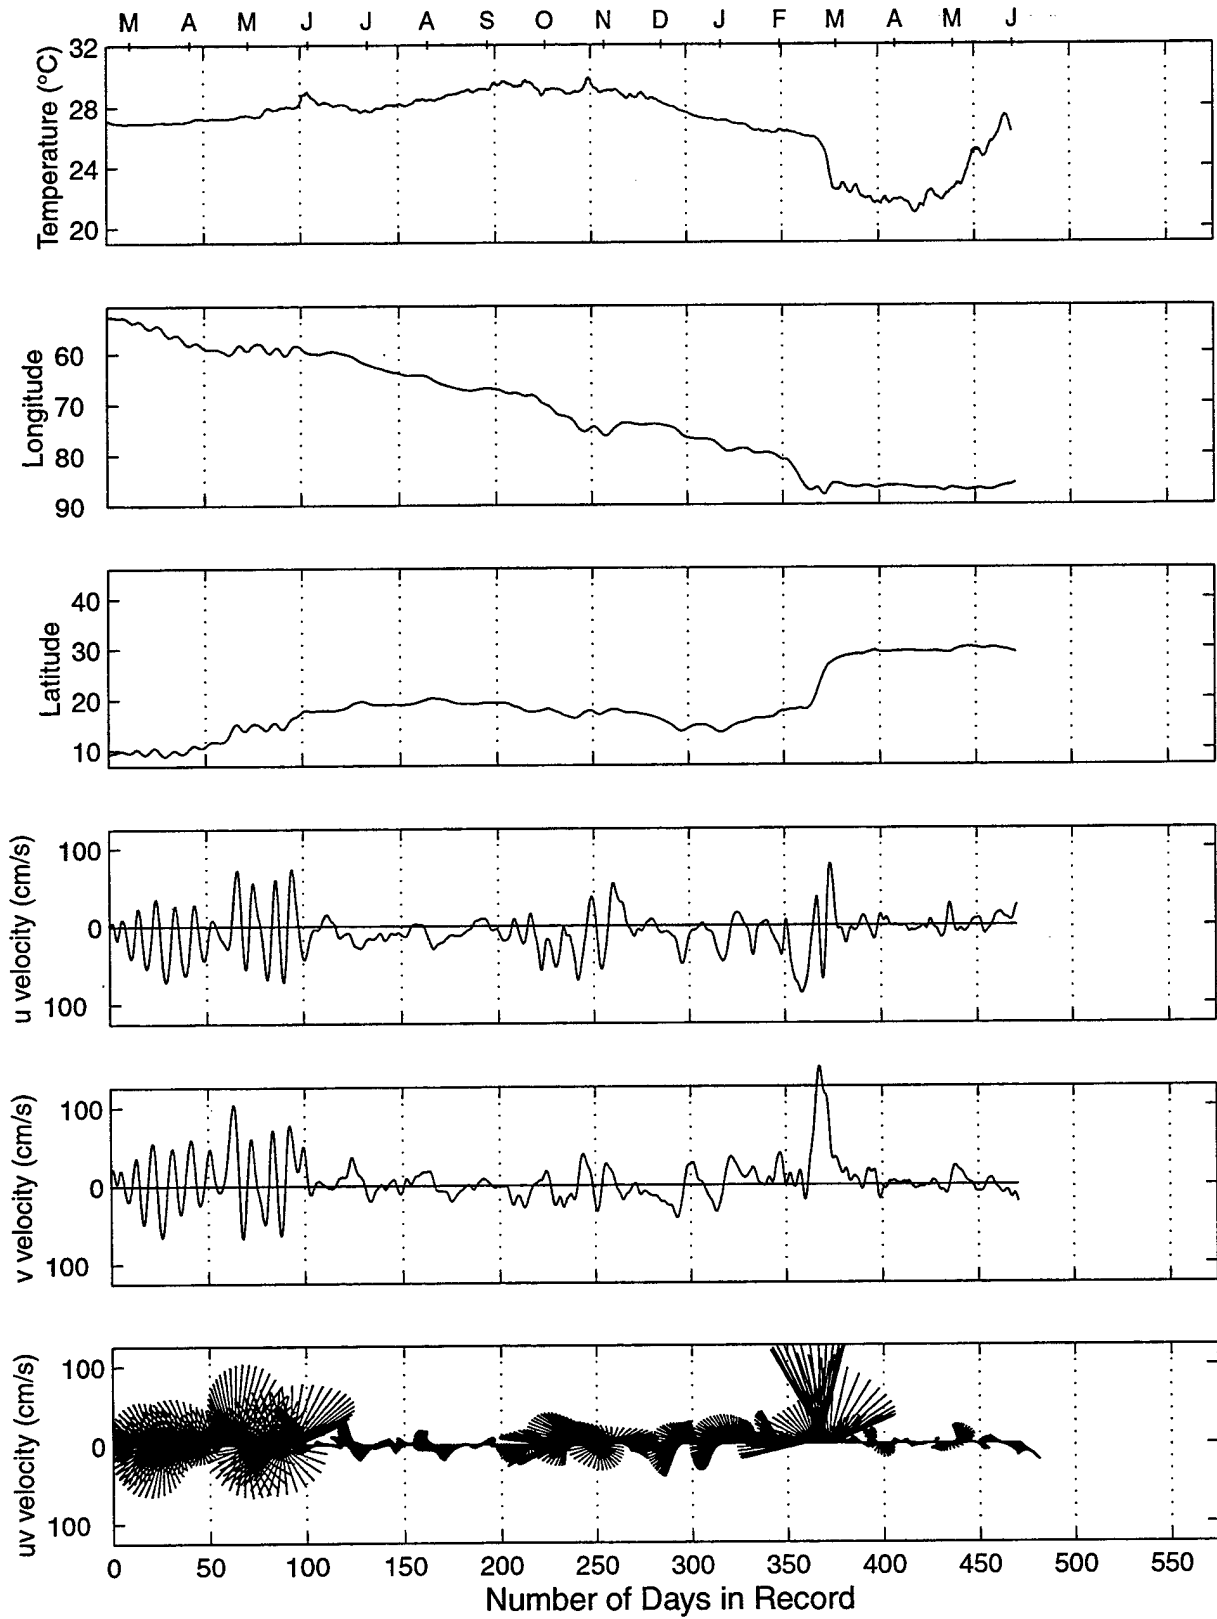 M A M J J A S O N D J F M A M J
32
28
24
20
Temperature (°C)
60
70
80
90
Longitude
40
30
20
10
Latitude
100
0
100
u velocity (cm/s)
100
0
100
v velocity (cm/s)
100
0
100
uv velocity (cm/s)
0 50 100 150 200 250 300 350 400 450 500 550
Number of Days in Record